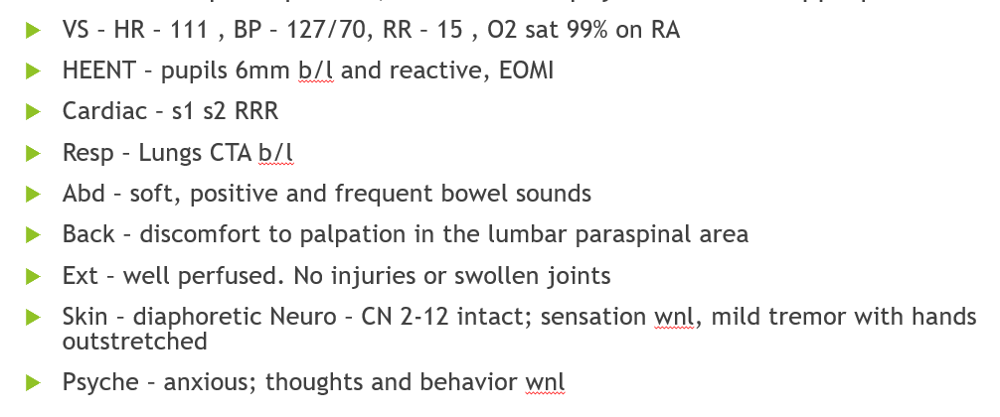 VS - HR - 111 , BP - 127/70, RR - 15 , O2 sat 99% on RA
HEENT - pupils 6mm b/l and reactive, EOMI
Cardiac - s1 s2 RRR
Resp - Lungs CTA b/l
Abd - soft, positive and frequent bowel sounds
Back - discomfort to palpation in the lumbar paraspinal area
Ext - well perfused. No injuries or swollen joints
Skin - diaphoretic Neuro - CN 2-12 intact; sensation wnl, mild tremor with hands
outstretched
Psyche - anxious; thoughts and behavior wnl